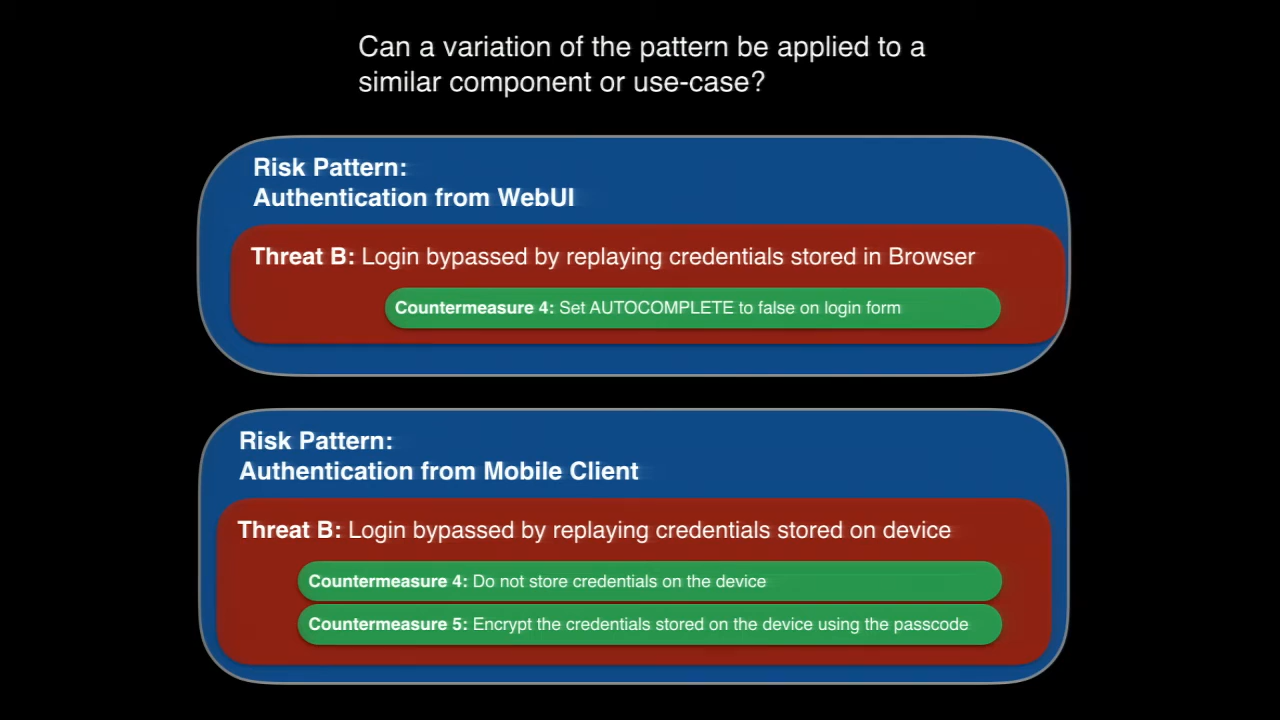 Can a variation of the pattern be applied to a
similar component or use-case?
Risk Pattern:
Authentication from WebUI
Threat B: Login bypassed by replaying credentials stored in Browser
Countermeasure 4: Set AUTOCOMPLETE to false on login form
Risk Pattern:
Authentication from Mobile Client
Threat B: Login bypassed by replaying credentials stored on device
Countermeasure 4: Do not store credentials on the device
Countermeasure 5: Encrypt the credentials stored on the device using the passcode